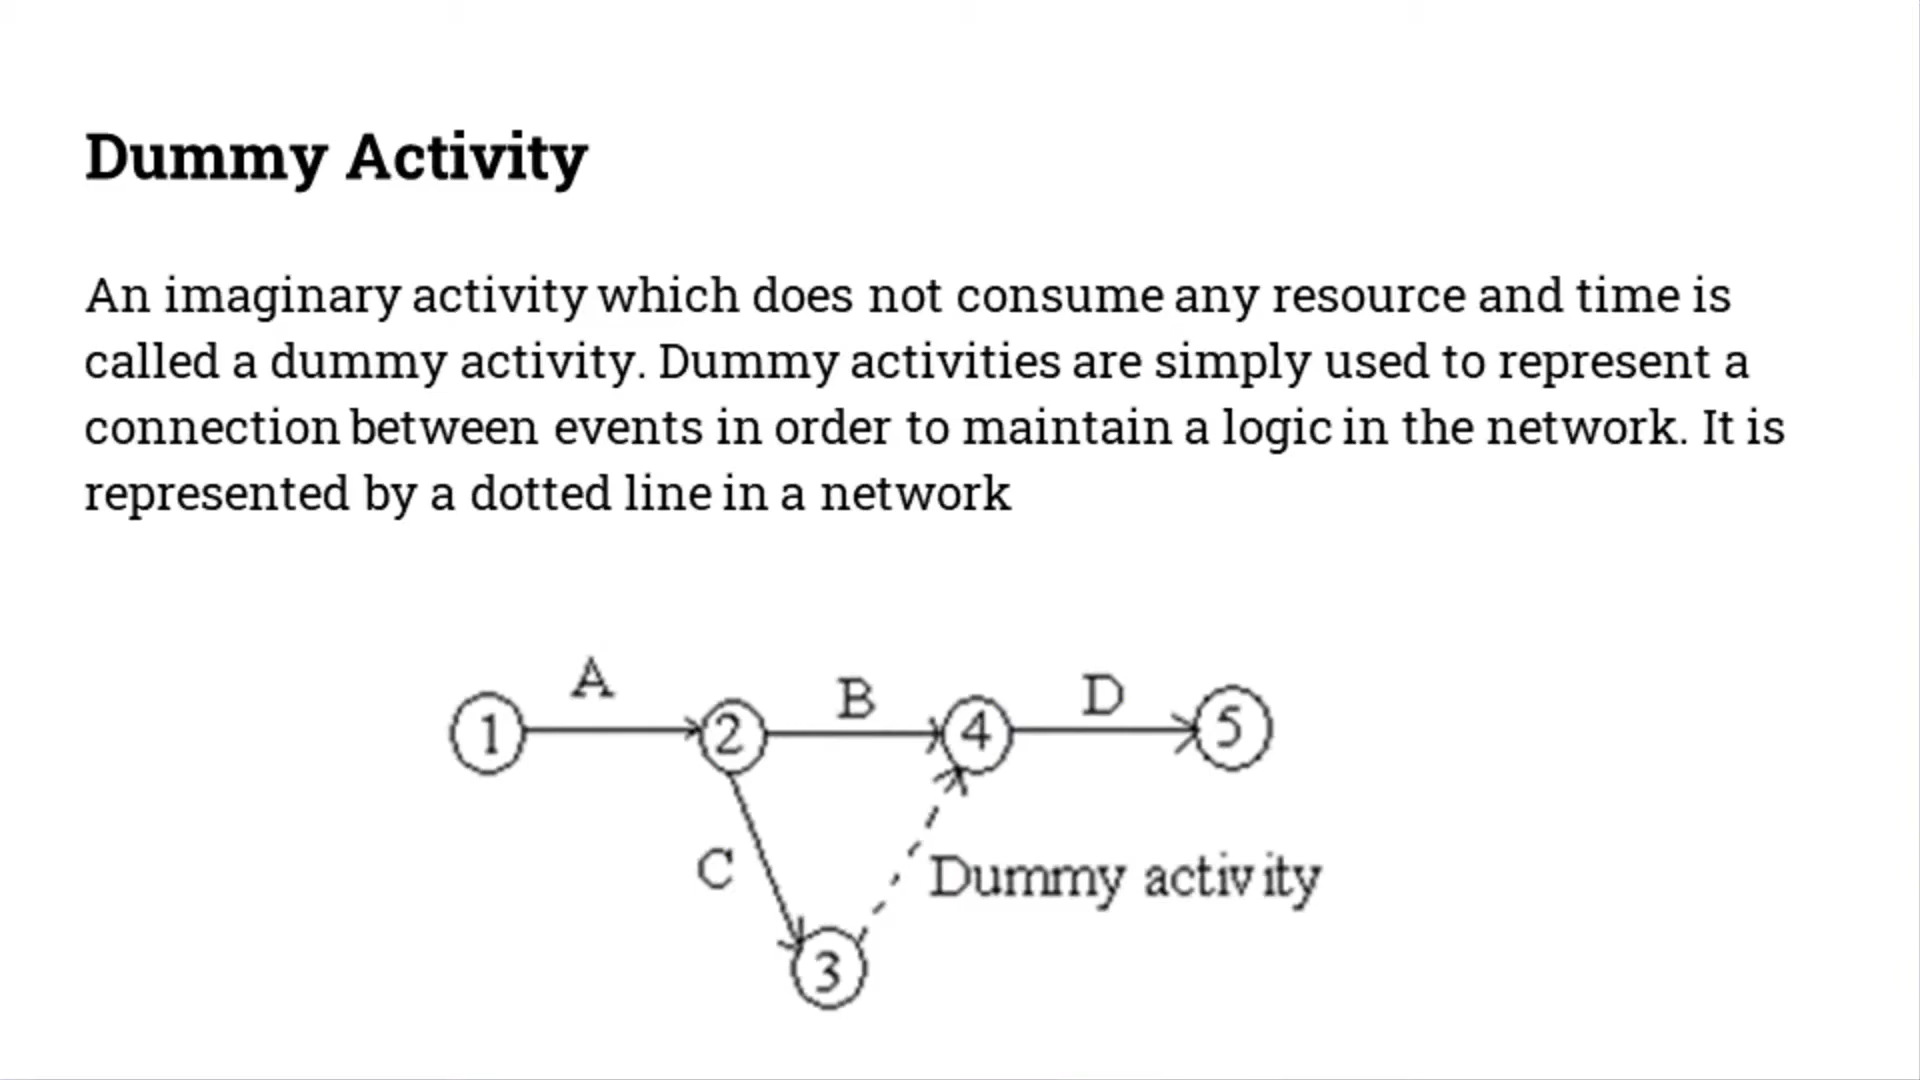 Dummy Activity
An imaginary activity which does not consume any resource and time is
called a dummy activity. Dummy activities are simply used to represent a
connection between events in order to maintain a logic in the network. It is
represented by a dotted line in a network
A
B
D
1
2
4
5
C
Dummy activity
3